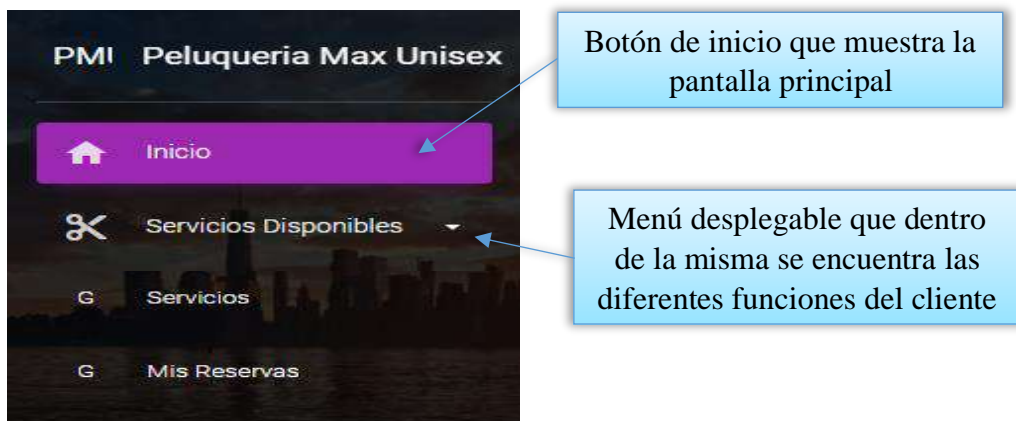 PMU Peluqueria Max Unisex
Inicio
Servicios Disponibles
G Servicios
G Mis Reservas
Botón de inicio que muestra la
pantalla principal
Menú desplegable que dentro
de la misma se encuentra las
diferentes funciones del cliente